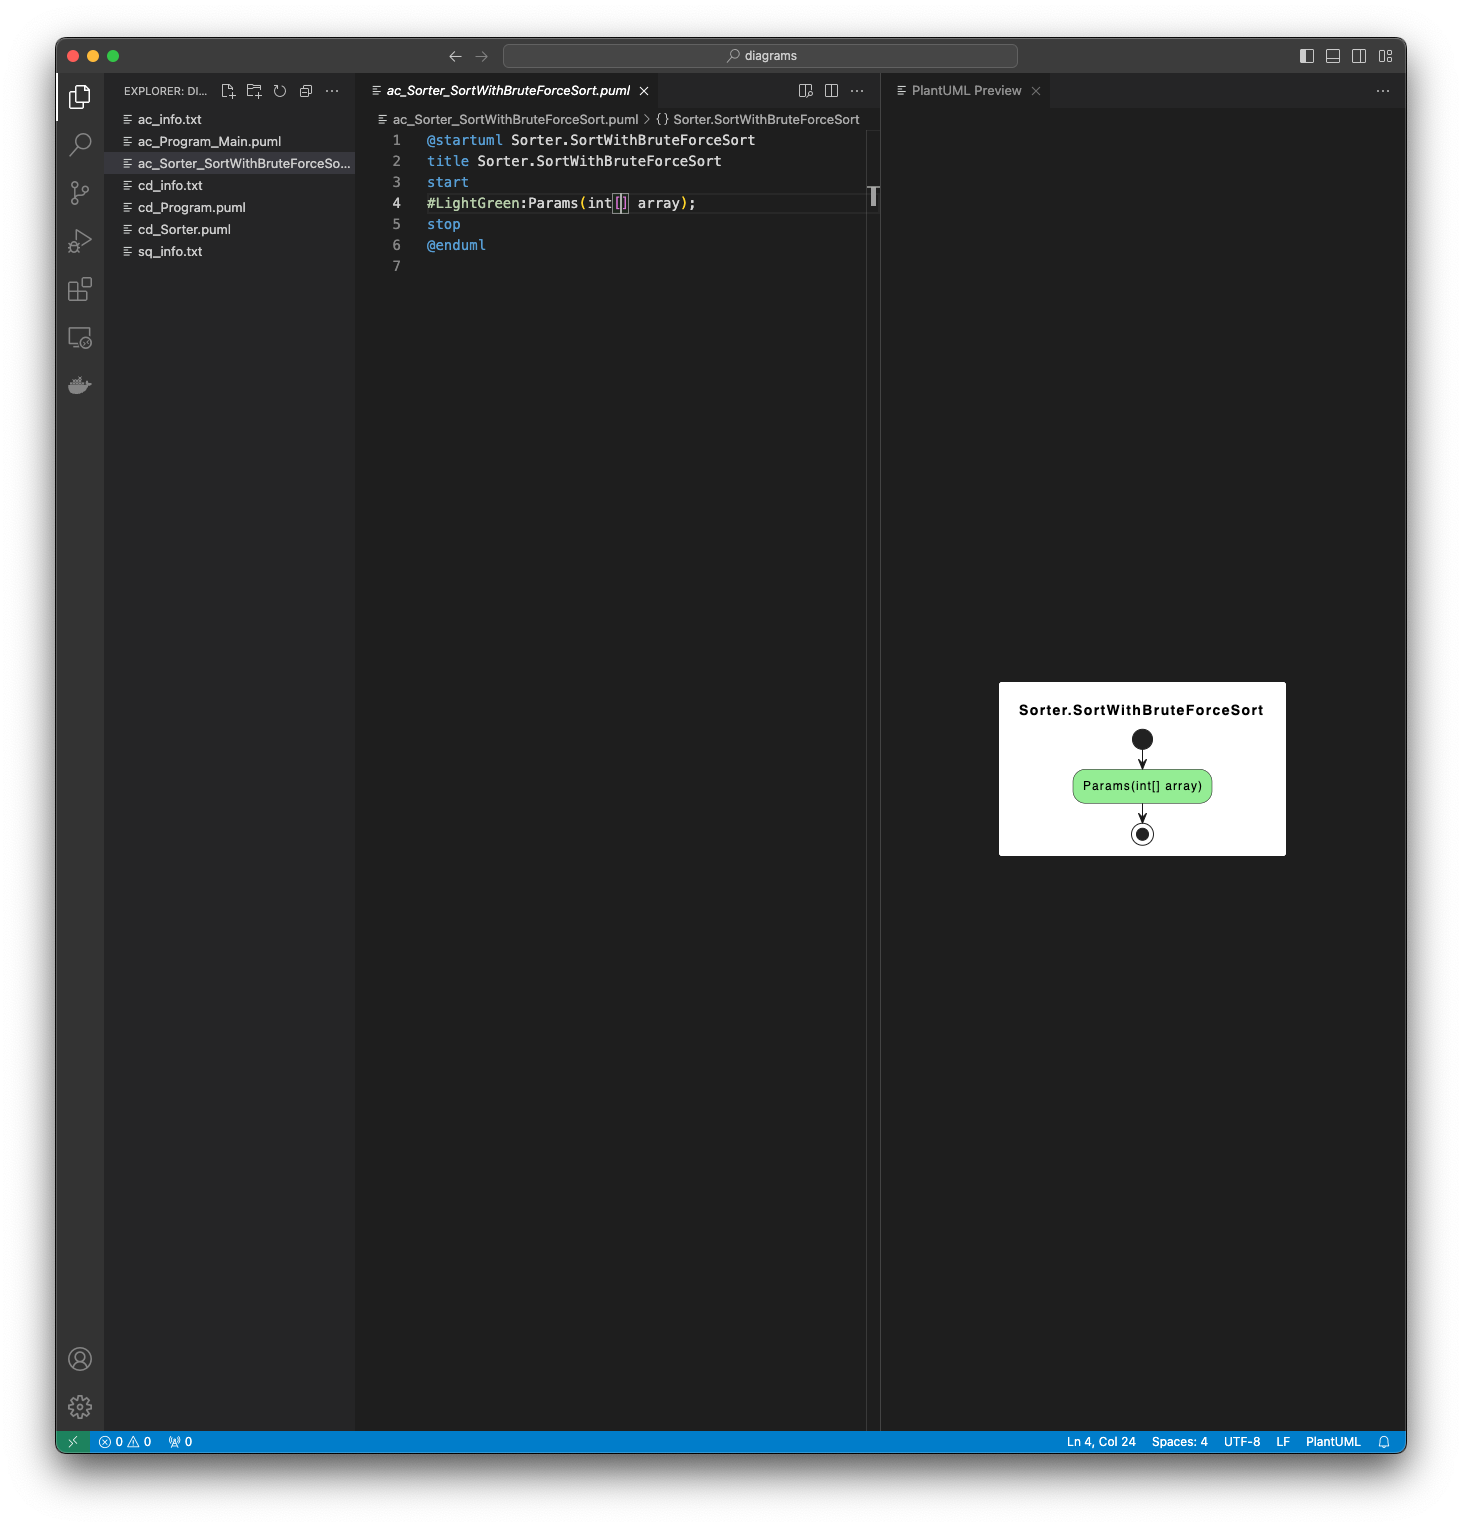 diagrams
EXPLORER: DI...
ac_info.txt
ac_Program_Main.puml
ac_Sorter_SortWithBruteForceSo...
cd_info.txt
cd_Program.puml
cd_Sorter.puml
sq_info.txt
ac_Sorter_SortWithBruteForceSort.puml
ac_Sorter_SortWithBruteForceSort.puml > {} Sorter.SortWithBruteForceSort
1 @startuml Sorter.SortWithBruteForceSort
2 title Sorter.SortWithBruteForceSort
3 start
4 #LightGreen:Params(int[] array);
5 stop
6 @enduml
7
PlantUML Preview
Sorter.SortWithBruteForceSort
Params(int[] array)
0 0 0
Ln 4, Col 24 Spaces: 4 UTF-8 LF PlantUML